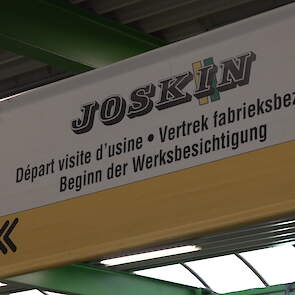 JOSKIN
Départ visite d'usine • Vertrek fabrieksbez
Beginn der Werksbesichtigung